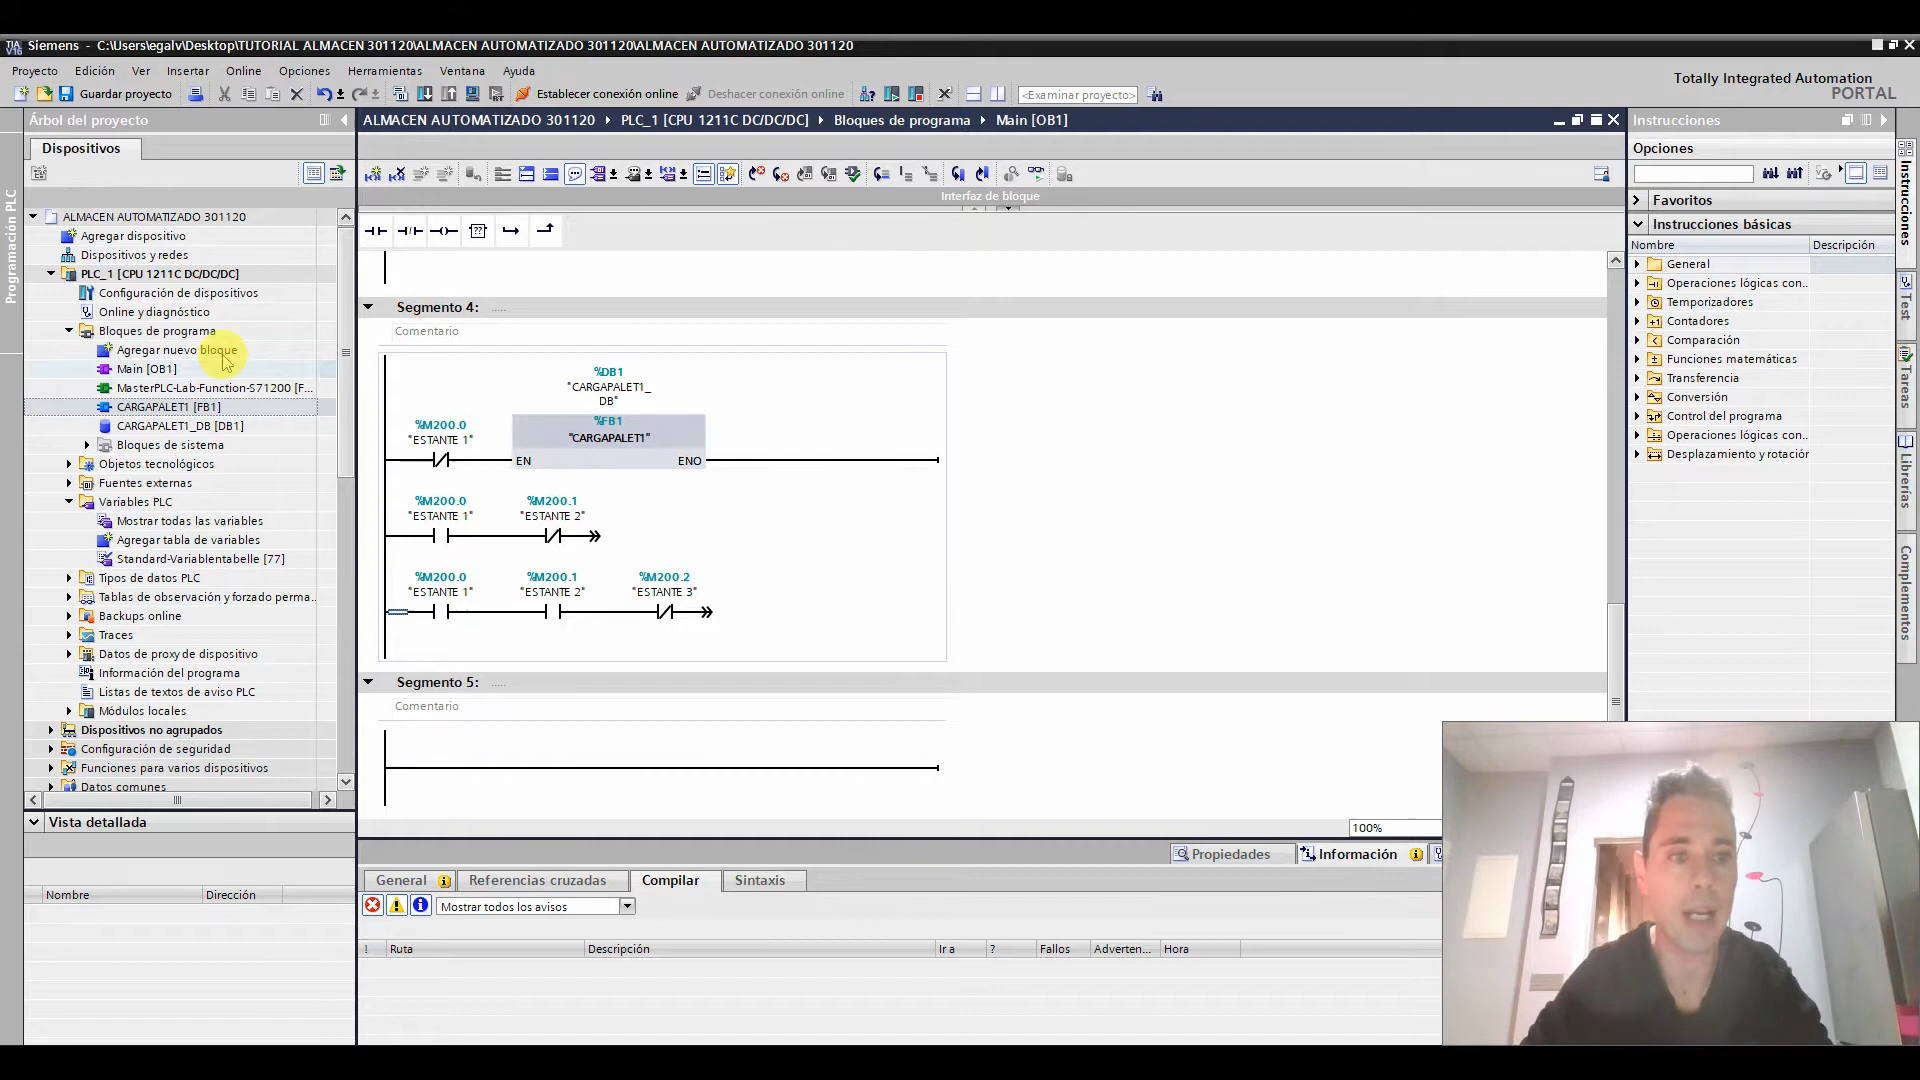 Siemens - C:\Users\egalv\Desktop\TUTORIAL ALMACEN 301120\ALMACEN AUTOMATIZADO 301120\ALMACEN AUTOMATIZADO 301120
Proyecto Edición Ver Insertar Online Opciones Herramientas Ventana Ayuda
Totally Integrated Automation
PORTAL
Guardar proyecto Establecer conexión online Deshacer conexión online <Examinar proyecto>
Árbol del proyecto
ALMACEN AUTOMATIZADO 301120 PLC_1 [CPU 1211C DC/DC/DC] Bloques de programa Main [OB1]
Instrucciones
Dispositivos
Opciones
Interfaz de bloque
Programación PLC
ALMACEN AUTOMATIZADO 301120
Agregar dispositivo
Dispositivos y redes
PLC_1 [CPU 1211C DC/DC/DC]
Configuración de dispositivos
Online y diagnóstico
Bloques de programa
Agregar nuevo bloque
Main [OB1]
MasterPLC-Lab-Function-S71200 [F...
CARGAPALET1 [FB1]
CARGAPALET1_DB [DB1]
Bloques de sistema
Objetos tecnológicos
Fuentes externas
Variables PLC
Mostrar todas las variables
Agregar tabla de variables
Standard-Variablentabelle [77]
Tipos de datos PLC
Tablas de observación y forzado perma..
Backups online
Traces
Datos de proxy de dispositivo
Información del programa
Listas de textos de aviso PLC
Módulos locales
Dispositivos no agrupados
Configuración de seguridad
Funciones para varios dispositivos
Datos comunes
Vista detallada
Nombre Dirección
??
Segmento 4: .....
Comentario
%DB1
"CARGAPALET1_
DB"
%M200.0
"ESTANTE 1"
%FB1
"CARGAPALET1"
EN ENO
%M200.0 %M200.1
"ESTANTE 1" "ESTANTE 2"
%M200.0 %M200.1 %M200.2
"ESTANTE 1" "ESTANTE 2" "ESTANTE 3"
Segmento 5: .....
Comentario
100%
Propiedades Información
General Referencias cruzadas Compilar Sintaxis
Mostrar todos los avisos
! Ruta Descripción Ir a ? Fallos Adverten... Hora
Favoritos
Instrucciones básicas
Nombre Descripción
General
Operaciones lógicas con..
Temporizadores
Contadores
Comparación
Funciones matemáticas
Transferencia
Conversión
Control del programa
Operaciones lógicas con..
Desplazamiento y rotación
Instrucciones
Test
Tareas
Librerías
Complementos